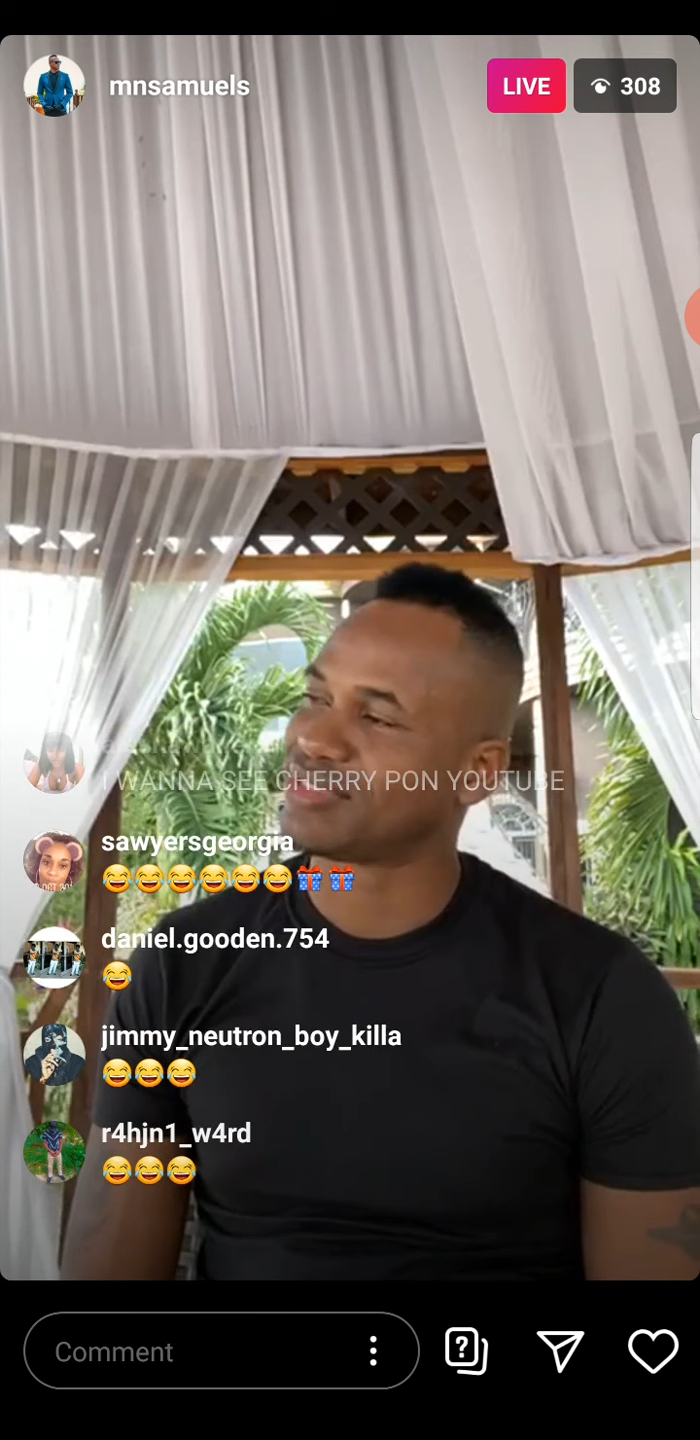 mnsamuels
LIVE
308
I WANNA SEE CHERRY PON YOUTUBE
sawyersgeorgia
😂😂😂😂😂😂🎁🎁
daniel.gooden.754
😂
jimmy_neutron_boy_killa
😂😂😂
r4hjn1_w4rd
😂😂😂
Comment